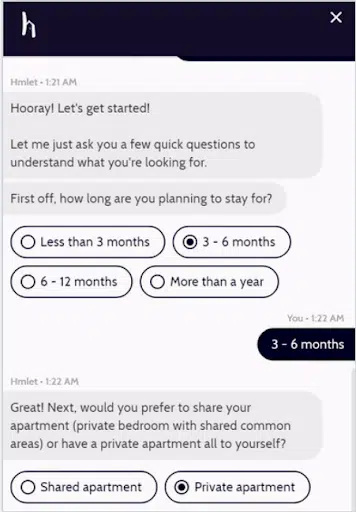 h
Hmlet • 1:21 AM
Hooray! Let's get started!
Let me just ask you a few quick questions to
understand what you're looking for.
First off, how long are you planning to stay for?
Less than 3 months
3 - 6 months
6 - 12 months
More than a year
You • 1:22 AM
3 - 6 months
Hmlet • 1:22 AM
Great! Next, would you prefer to share your
apartment (private bedroom with shared common
areas) or have a private apartment all to yourself?
Shared apartment
Private apartment